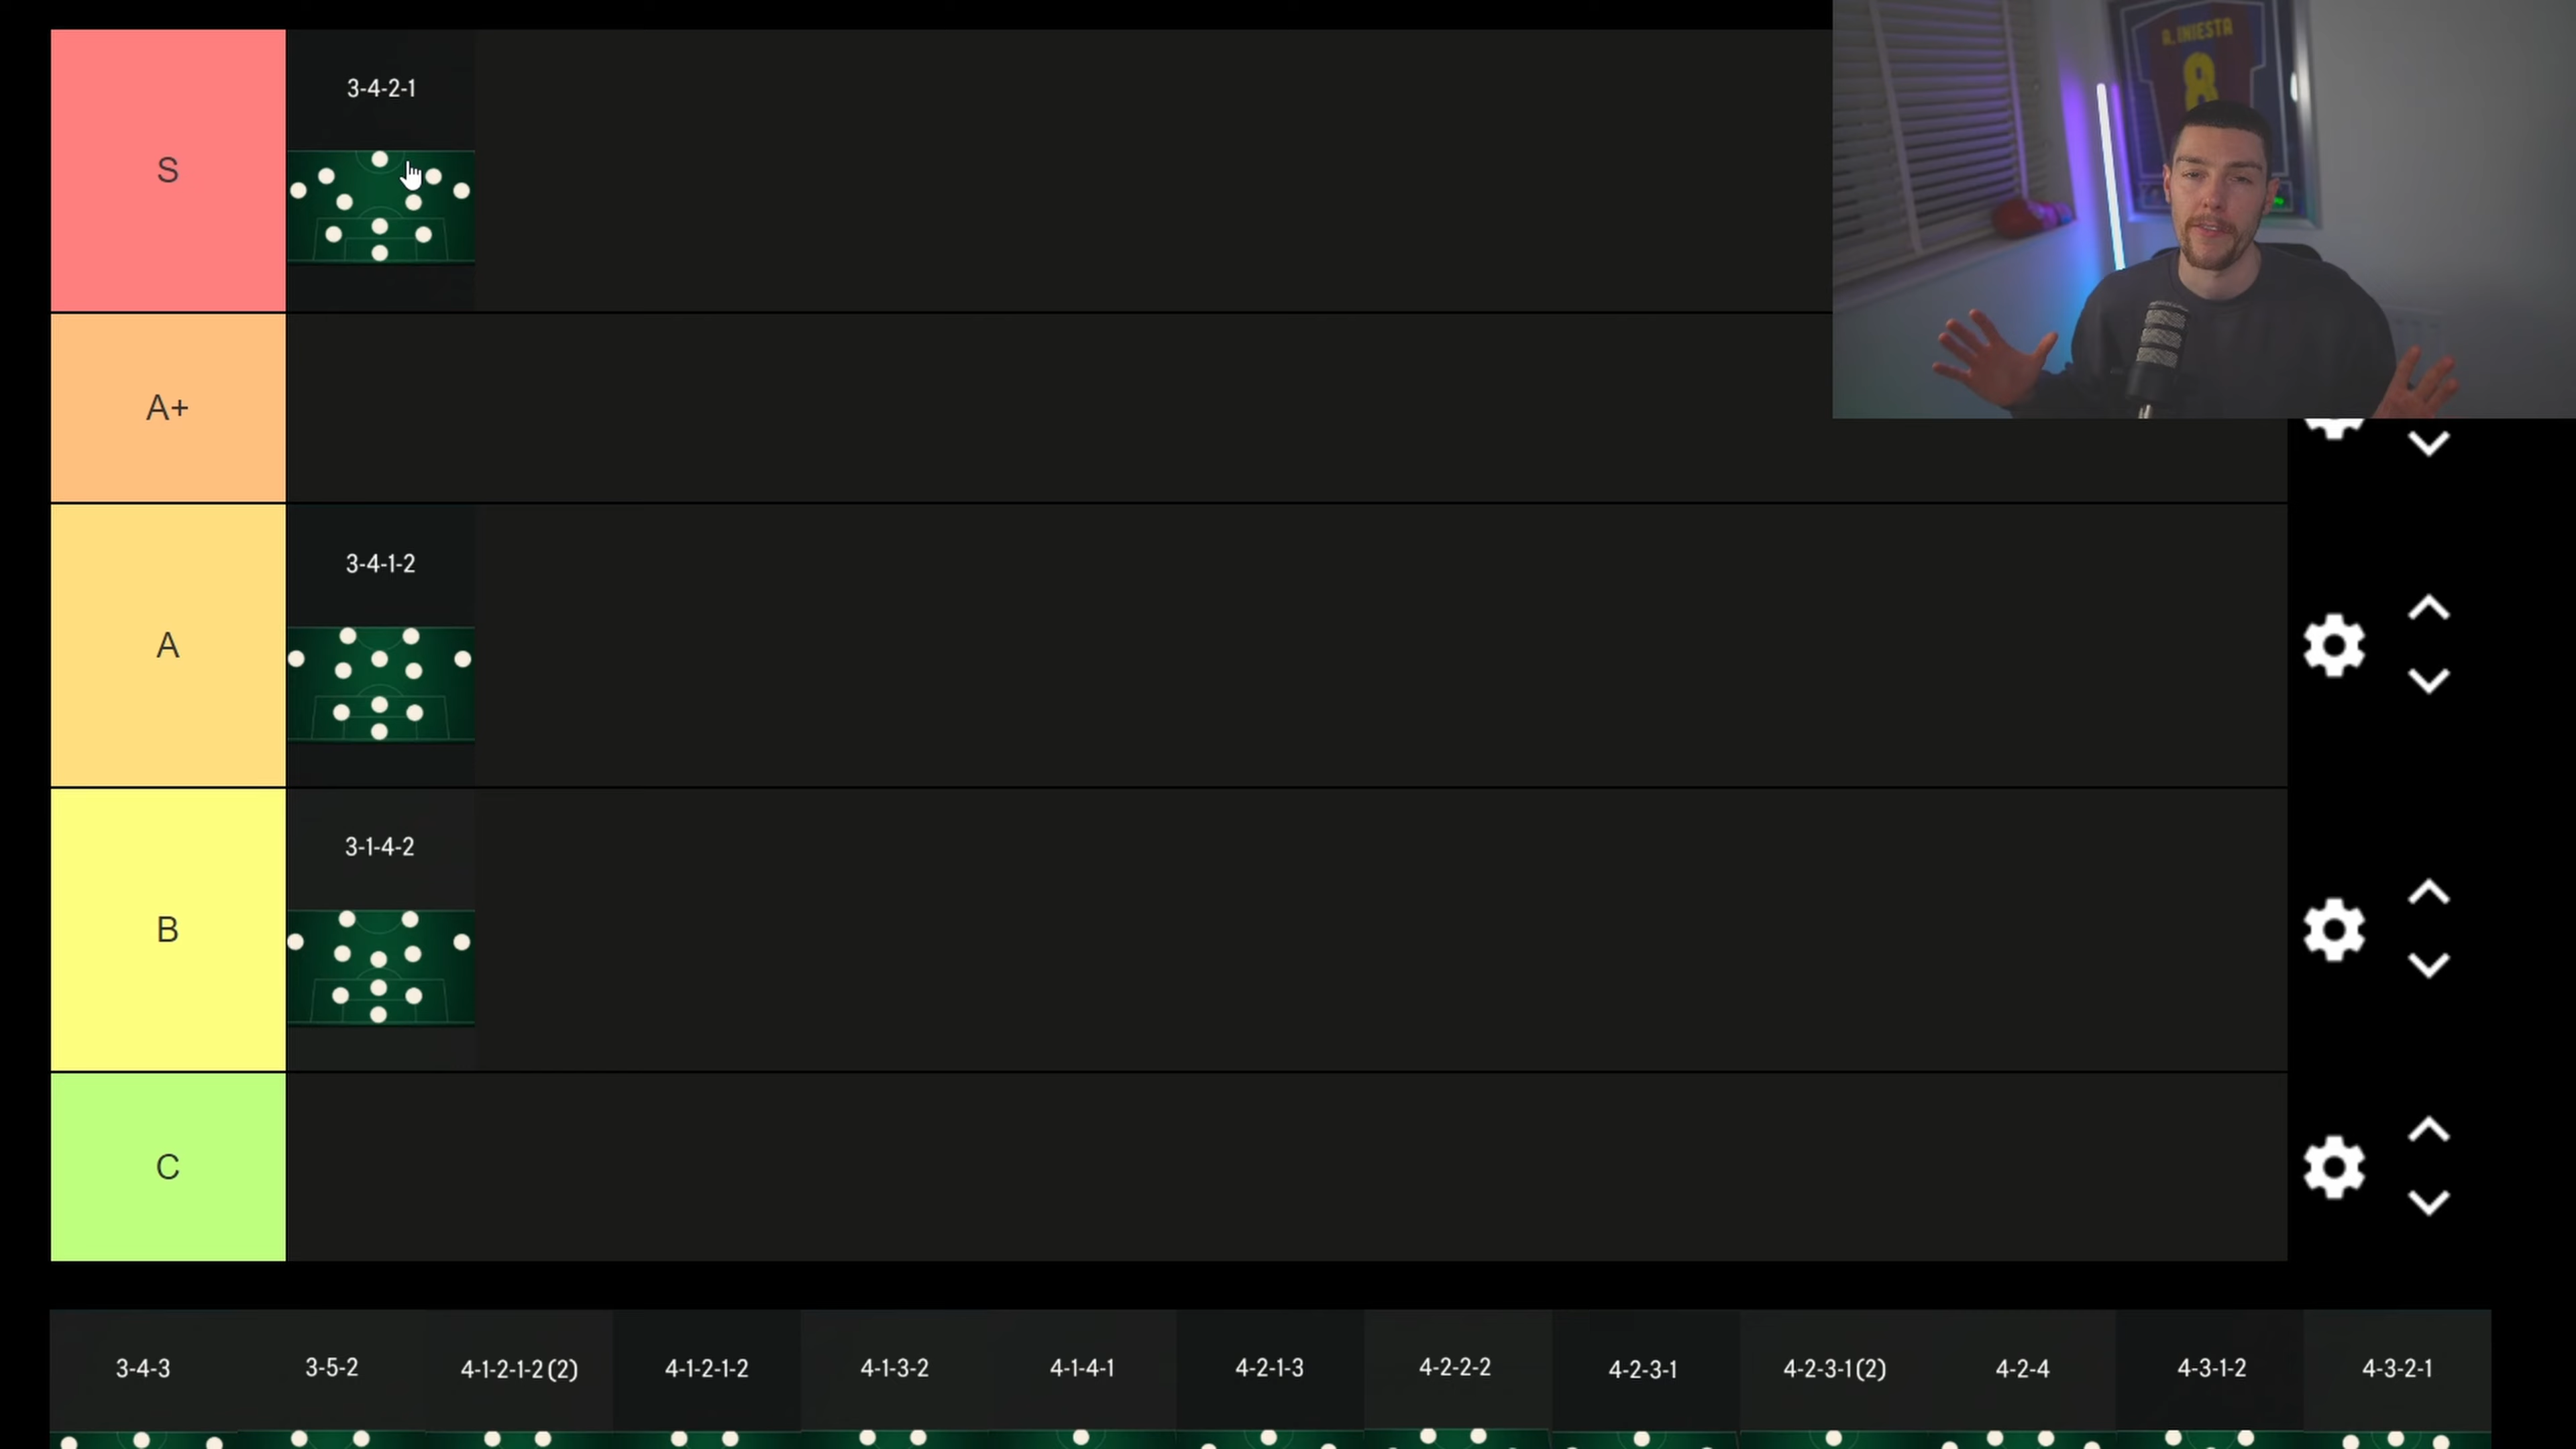 S
3-4-2-1
A. INIESTA
8
A+
A
3-4-1-2
B
3-1-4-2
C
3-4-3
3-5-2
4-1-2-1-2 (2)
4-1-2-1-2
4-1-3-2
4-1-4-1
4-2-1-3
4-2-2-2
4-2-3-1
4-2-3-1 (2)
4-2-4
4-3-1-2
4-3-2-1